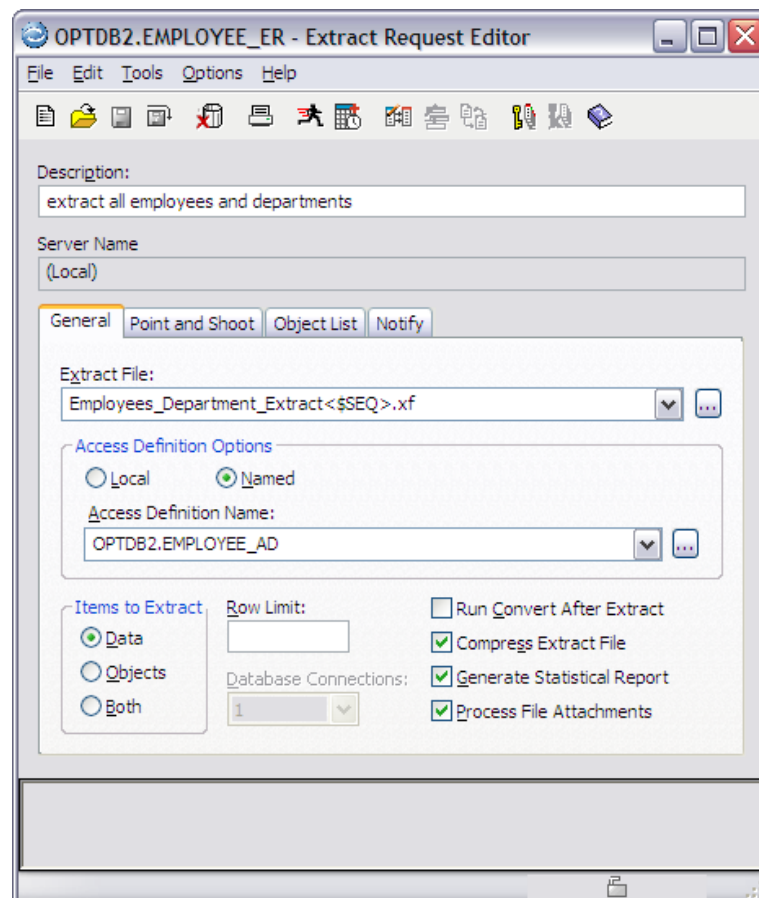 OPTDB2.EMPLOYEE_ER - Extract Request Editor
File Edit Tools Options Help
Description:
extract all employees and departments
Server Name
(Local)
General Point and Shoot Object List Notify
Extract File:
Employees_Department_Extract<$SEQ>.xf
...
Access Definition Options
Local Named
Access Definition Name:
OPTDB2.EMPLOYEE_AD
...
Items to Extract Row Limit: Run Convert After Extract
Data Compress Extract File
Objects Database Connections: Generate Statistical Report
Both 1 Process File Attachments